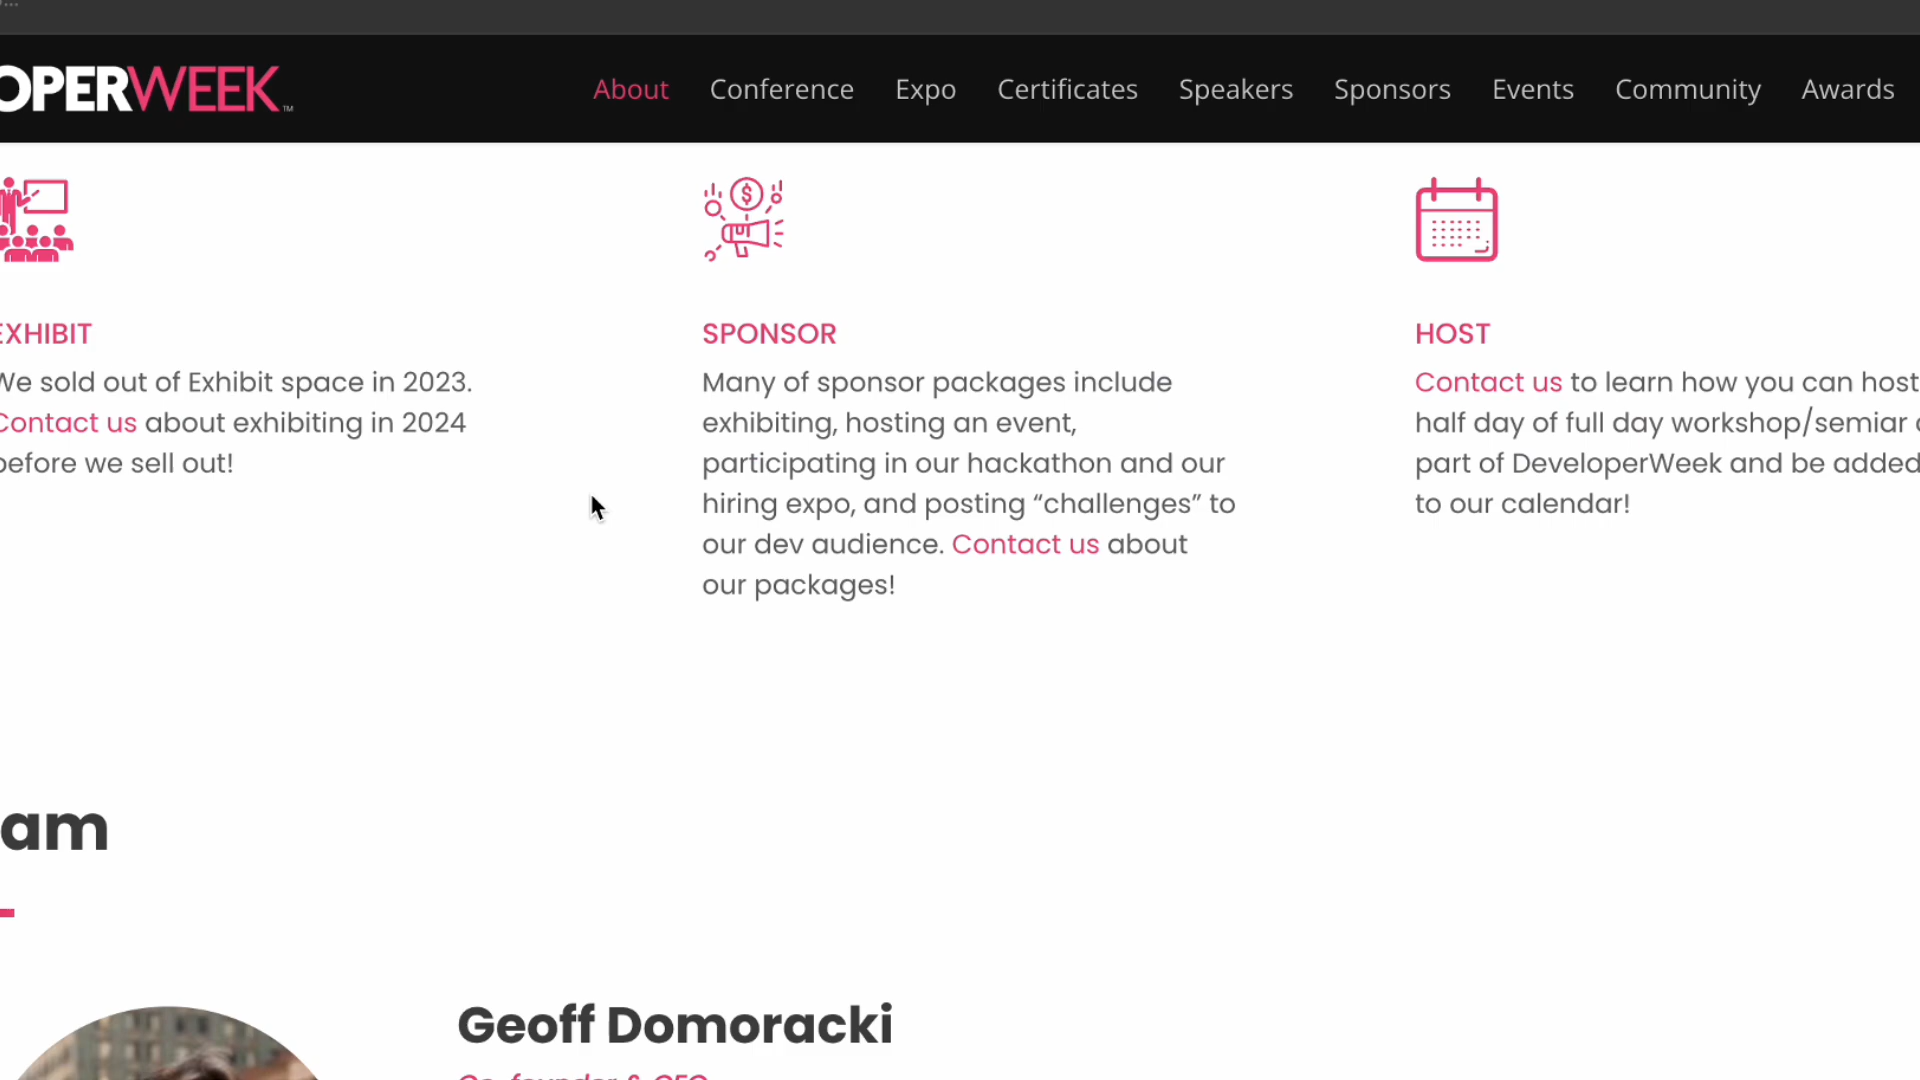 OPERWEEK™
About Conference Expo Certificates Speakers Sponsors Events Community Awards
EXHIBIT
We sold out of Exhibit space in 2023.
Contact us about exhibiting in 2024
before we sell out!
SPONSOR
Many of sponsor packages include
exhibiting, hosting an event,
participating in our hackathon and our
hiring expo, and posting “challenges” to
our dev audience. Contact us about
our packages!
HOST
Contact us to learn how you can host
half day of full day workshop/semiar
part of DeveloperWeek and be added
to our calendar!
am
Geoff Domoracki
Co-founder & CEO